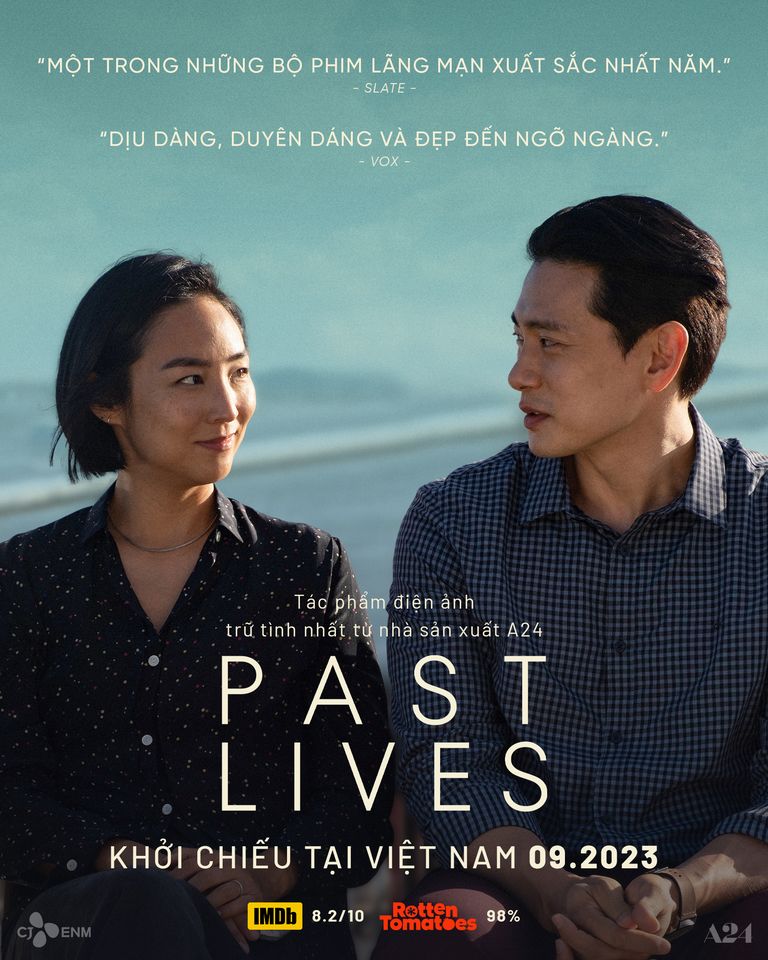 “MỘT TRONG NHỮNG BỘ PHIM LÃNG MẠN XUẤT SẮC NHẤT NĂM.”
- SLATE -
“DỊU DÀNG, DUYÊN DÁNG VÀ ĐẸP ĐẾN NGỠ NGÀNG.”
- VOX -
Tác phẩm điện ảnh
trữ tình nhất từ nhà sản xuất A24
PAST
LIVES
KHỞI CHIẾU TẠI VIỆT NAM 09.2023
IMDb 8.2/10 Rotten Tomatoes 98%
CJ ENM
A24